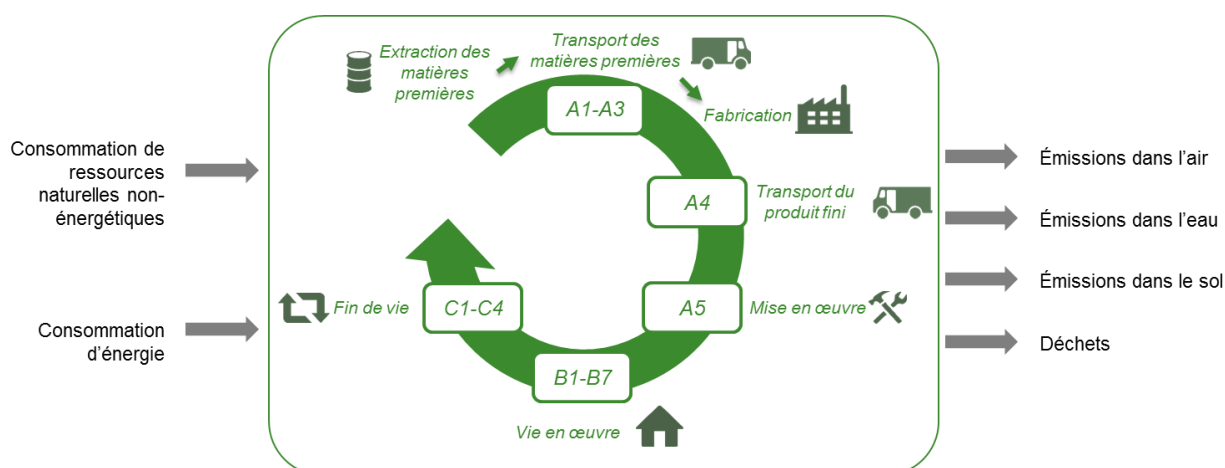 Consommation de
ressources
naturelles non-
énergétiques
Consommation
d’énergie
Extraction des
matières
premières
Transport des
matières premières
Fabrication
A1-A3
A4
Transport du
produit fini
A5
Mise en œuvre
B1-B7
Vie en œuvre
C1-C4
Fin de vie
Émissions dans l’air
Émissions dans l’eau
Émissions dans le sol
Déchets